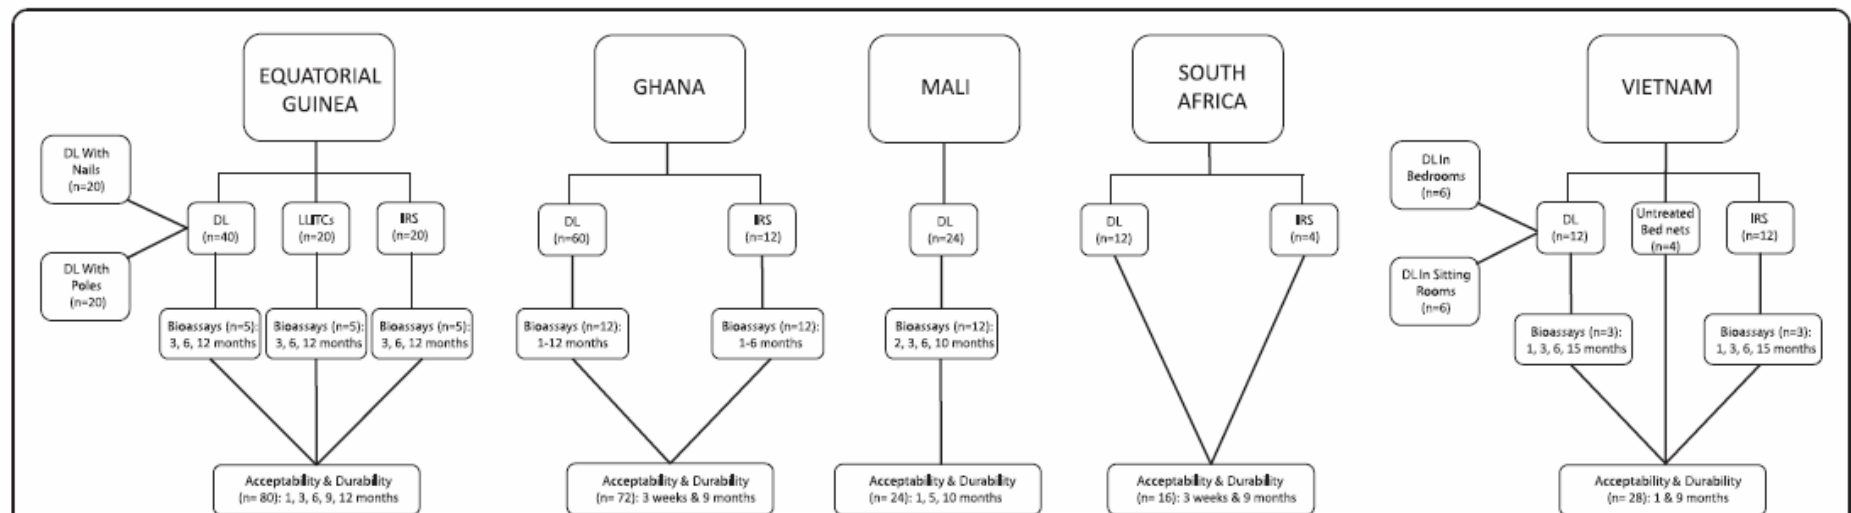 EQUATORIAL
GUINEA
GHANA
MALI
SOUTH
AFRICA
VIETNAM
DL With
Nails
(n=20)
DL With
Poles
(n=20)
DL
(n=40)
LLITCs
(n=20)
IRS
(n=20)
DL
(n=60)
IRS
(n=12)
DL
(n=24)
DL
(n=12)
IRS
(n=4)
DL In
Bedrooms
(n=6)
DL In Sitting
Rooms
(n=6)
DL
(n=12)
Untreated
Bed nets
(n=4)
IRS
(n=12)
Bioassays (n=5):
3, 6, 12 months
Bioassays (n=5):
3, 6, 12 months
Bioassays (n=5):
3, 6, 12 months
Bioassays (n=12):
1-12 months
Bioassays (n=12):
1-6 months
Bioassays (n=12):
2, 3, 6, 10 months
Bioassays (n=3):
1, 3, 6, 15 months
Bioassays (n=3):
1, 3, 6, 15 months
Acceptability & Durability
(n= 80): 1, 3, 6, 9, 12 months
Acceptability & Durability
(n= 72): 3 weeks & 9 months
Acceptability & Durability
(n= 24): 1, 5, 10 months
Acceptability & Durability
(n= 16): 3 weeks & 9 months
Acceptability & Durability
(n= 28): 1 & 9 months